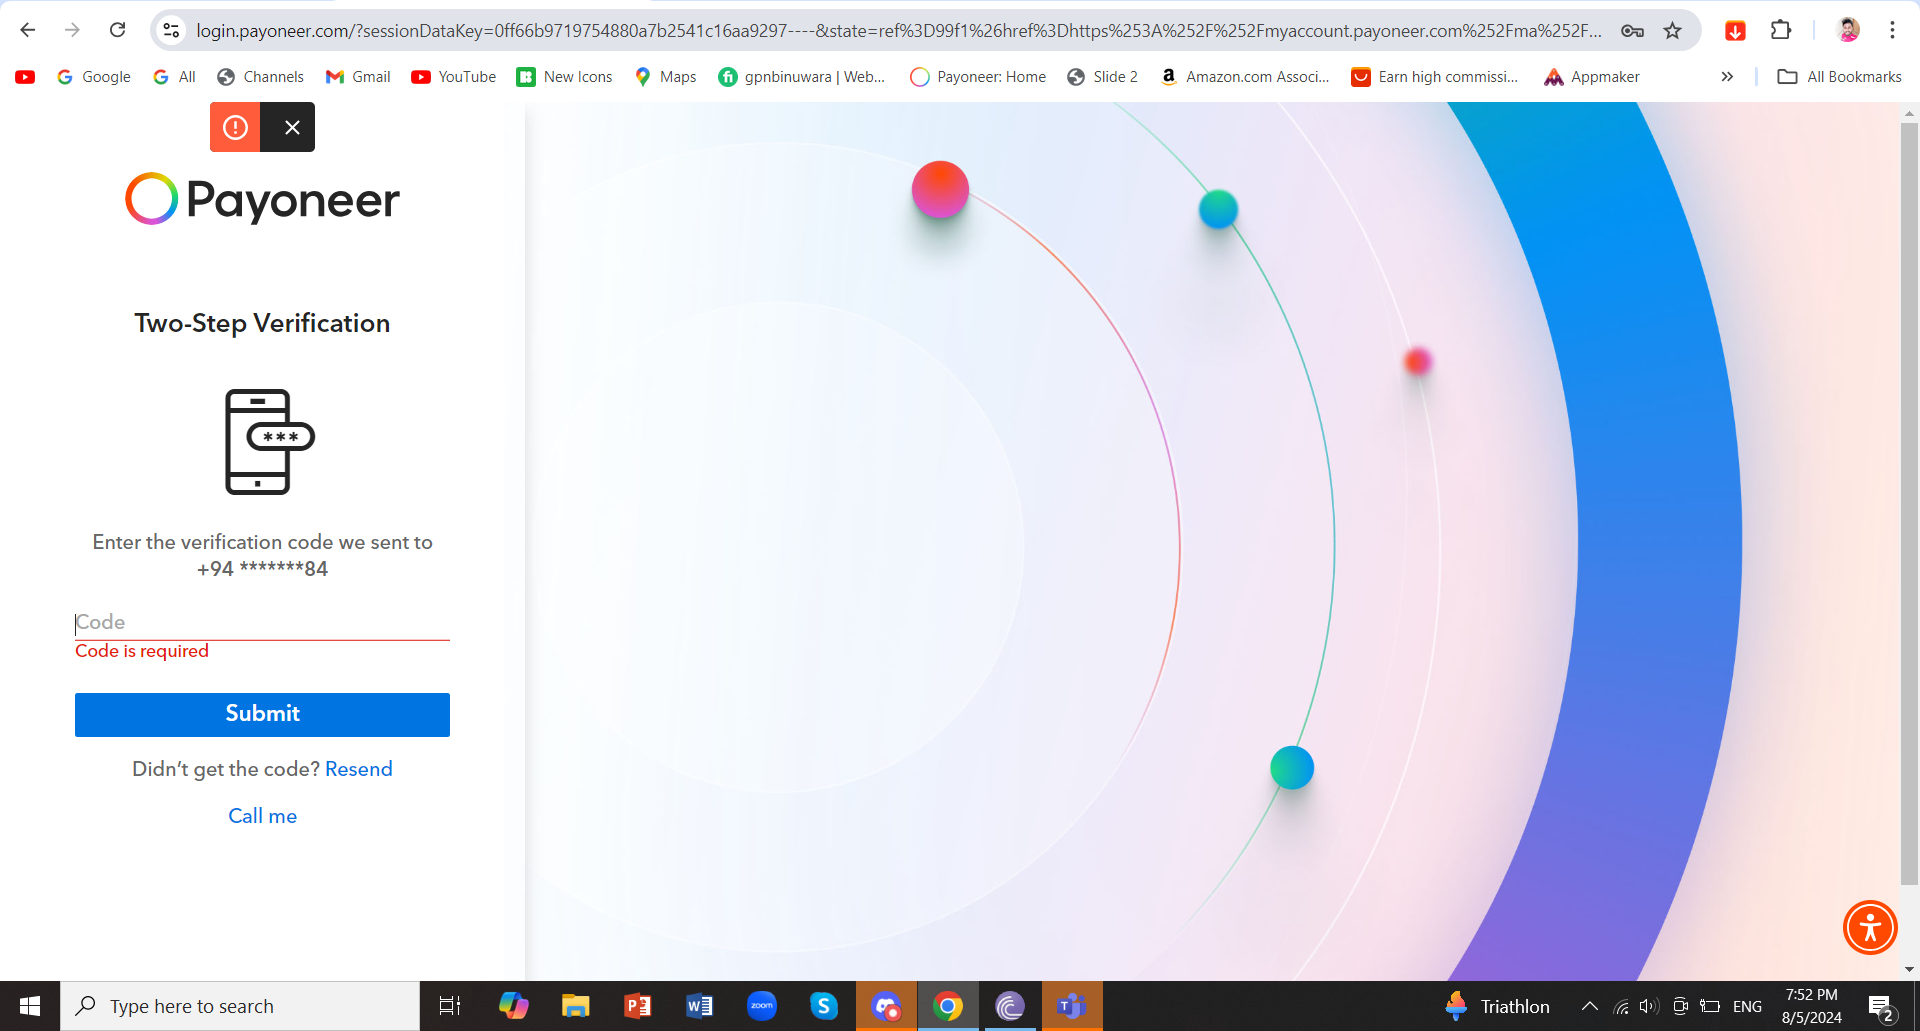 login.payoneer.com/?sessionDataKey=0ff66b9719754880a7b2541c16aa9297----&state=ref%3D99f1%26href%3Dhttps%253A%252F%252Fmyaccount.payoneer.com%252Fma%252F...
Google
All
Channels
Gmail
YouTube
New Icons
Maps
gpnbinuwara | Web...
Payoneer: Home
Slide 2
Amazon.com Associ...
Earn high commissi...
Appmaker
All Bookmarks
Payoneer
Two-Step Verification
***
Enter the verification code we sent to
+94 *******84
Code
Code is required
Submit
Didn't get the code? Resend
Call me
Type here to search
zoom
Triathlon
ENG
7:52 PM
8/5/2024
2